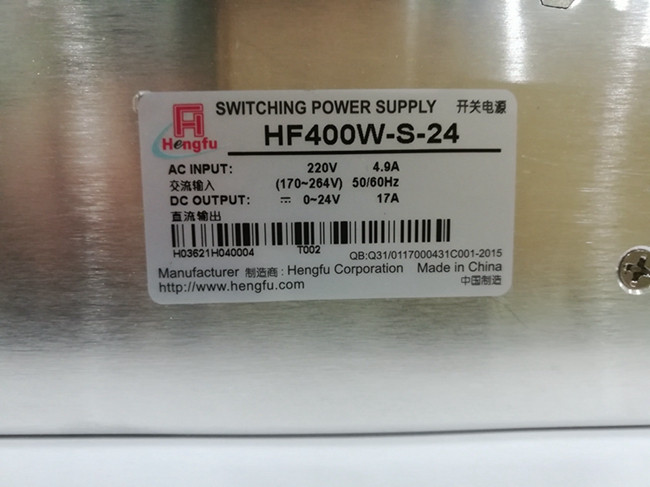 SWITCHING POWER SUPPLY 开关电源
Hengfu
HF400W-S-24
AC INPUT: 220V 4.9A
交流输入 (170~264V) 50/60Hz
DC OUTPUT: ⎓ 0~24V 17A
直流输出
H03621H040004 T002 QB:Q31/0117000431C001-2015
Manufacturer 制造商: Hengfu Corporation Made in China
http://www.hengfu.com 中国制造